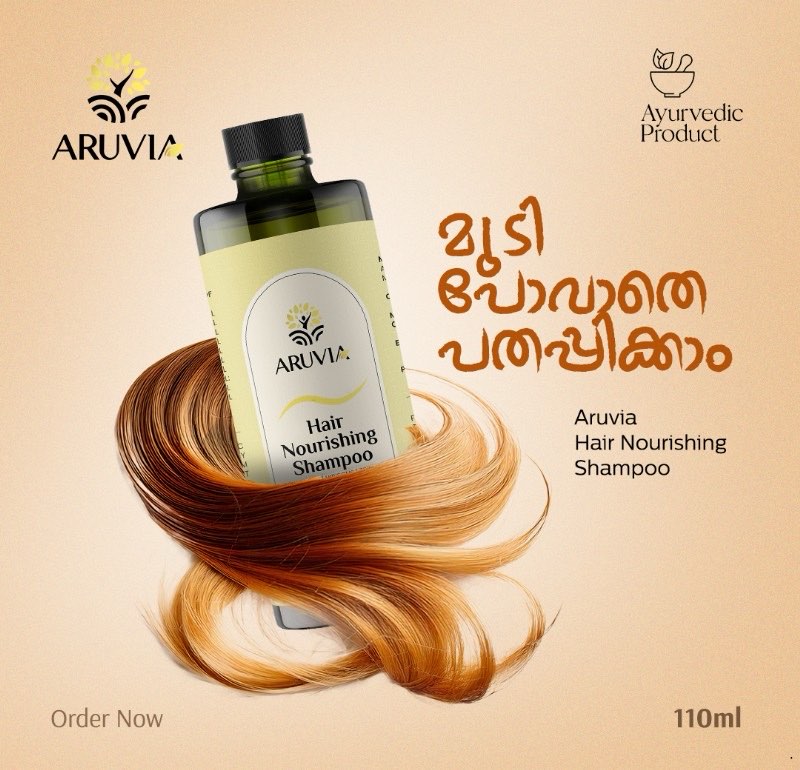 ARUVIA
Ayurvedic
Product
മുടി
പോവാതെ
പതപ്പിക്കാം
ARUVIA
Hair
Nourishing
Shampoo
Aruvia
Hair Nourishing
Shampoo
Order Now
110ml